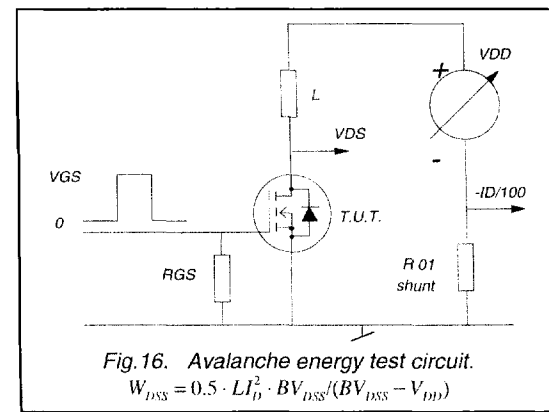 + VDD
L
VDS
-
VGS
-ID/100
0
T.U.T.
RGS
R 01
shunt
Fig.16. Avalanche energy test circuit.
W_DSS = 0.5 · LI_D^2 · BV_DSS/(BV_DSS − V_DD)